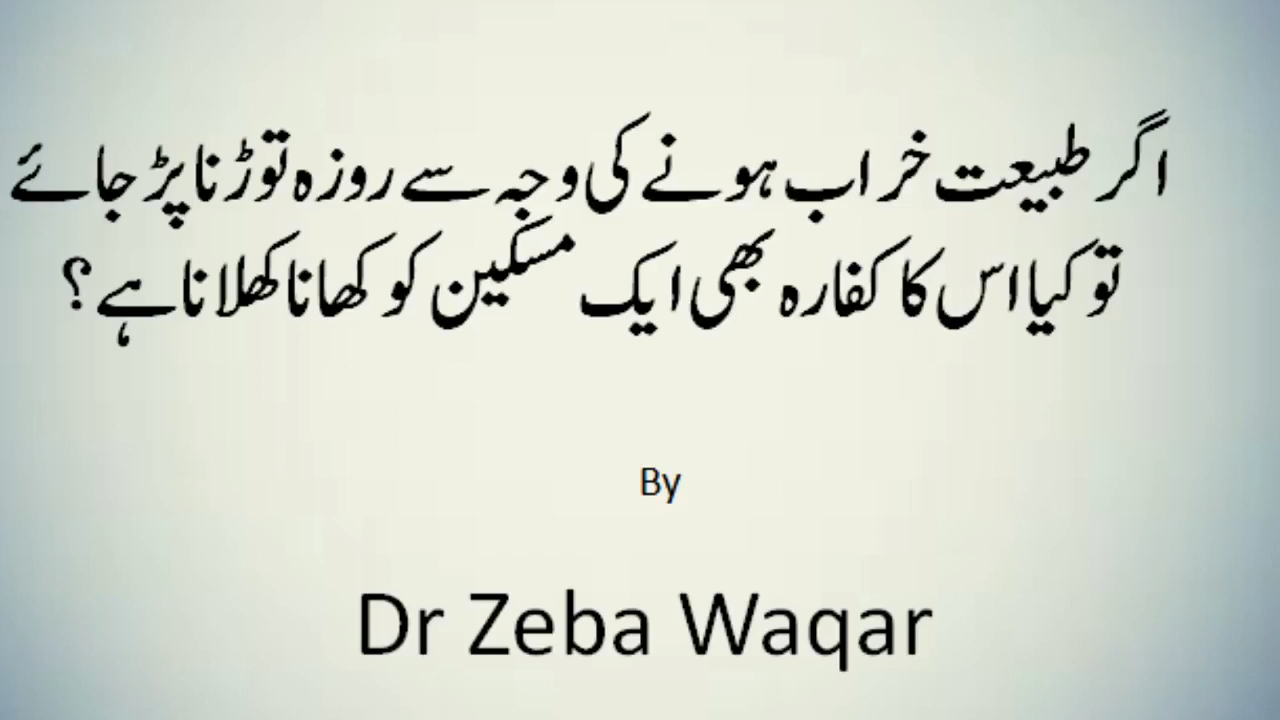 اگر طبیعت خراب ہونے کی وجہ سے روزہ توڑنا پڑ جائے
تو کیا اس کا کفارہ بھی ایک مسکین کو کھانا کھلانا ہے؟
By
Dr Zeba Waqar